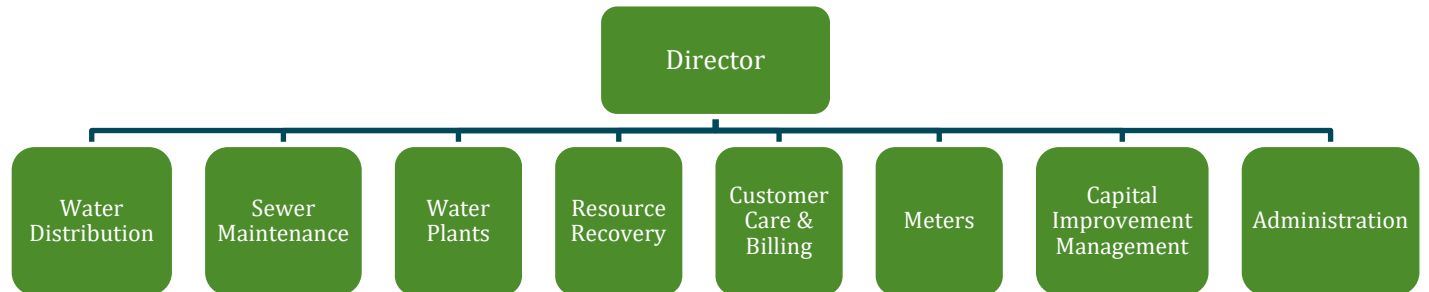 Director
Water
Distribution
Sewer
Maintenance
Water
Plants
Resource
Recovery
Customer
Care &
Billing
Meters
Capital
Improvement
Management
Administration